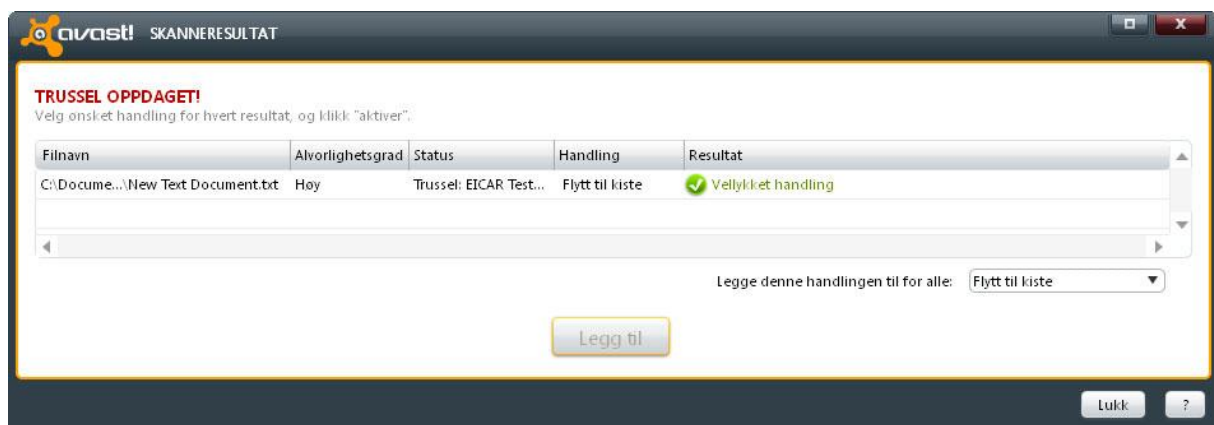 avast! SKANNERESULTAT
TRUSSEL OPPDAGET!
Velg ønsket handling for hvert resultat, og klikk "aktiver".
Filnavn Alvorlighetsgrad Status Handling Resultat
C:\Docume...\New Text Document.txt Høy Trussel: EICAR Test... Flytt til kiste Vellykket handling
Legge denne handlingen til for alle: Flytt til kiste
Legg til
Lukk ?